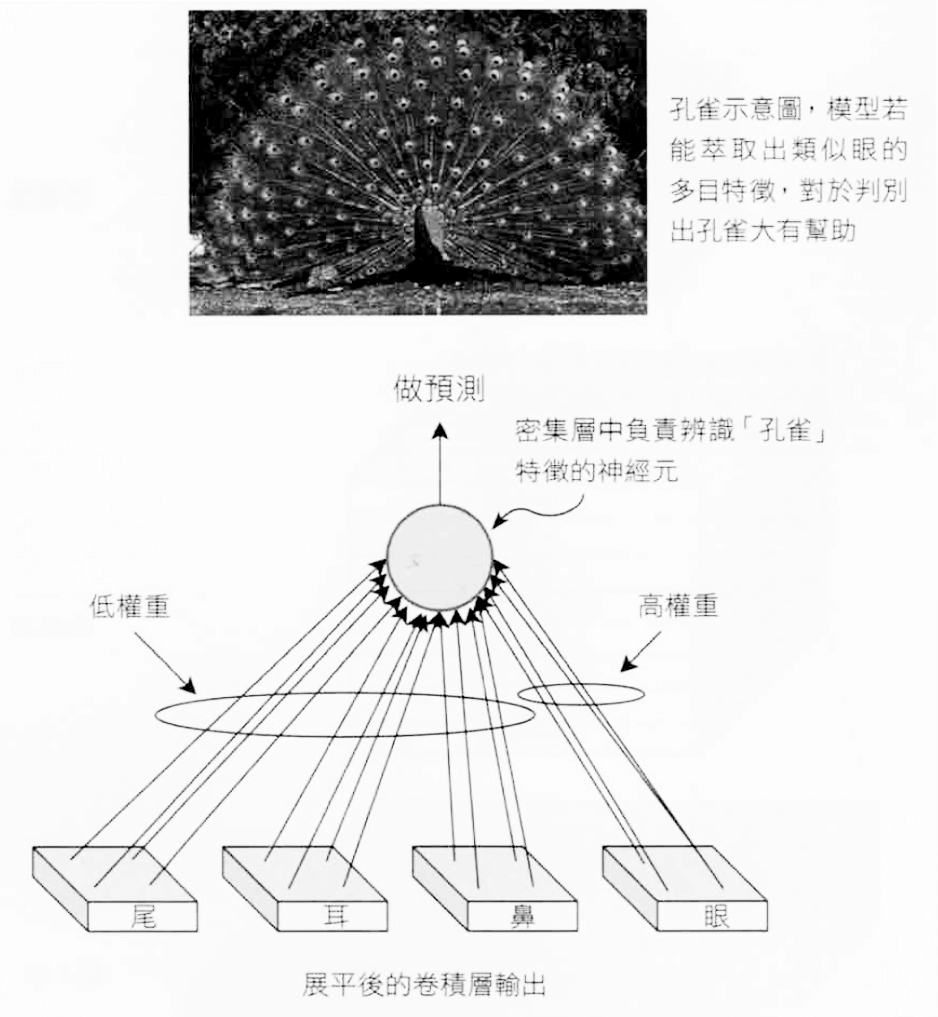 孔雀示意圖，模型若
能萃取出類似眼的
多目特徵，對於判別
出孔雀大有幫助
做預測
密集層中負責辨識「孔雀」
特徵的神經元
低權重
高權重
尾
耳
鼻
眼
展平後的卷積層輸出